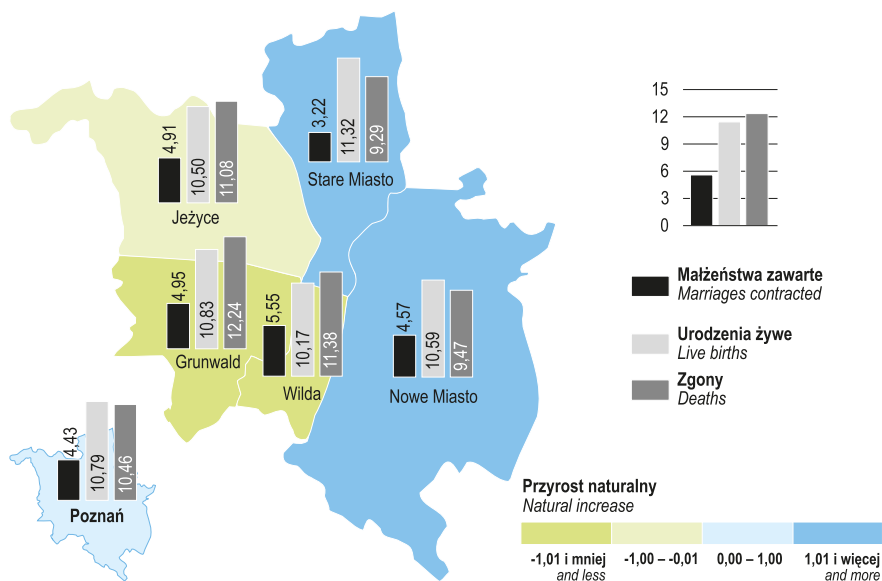 4,91
10,50
11,08
Jeżyce
3,22
11,32
9,29
Stare Miasto
4,95
10,83
12,24
Grunwald
5,55
10,17
11,38
Wilda
4,57
10,59
9,47
Nowe Miasto
4,43
10,79
10,46
Poznań
15
12
9
6
3
0
Małżeństwa zawarte
Marriages contracted
Urodzenia żywe
Live births
Zgony
Deaths
Przyrost naturalny
Natural increase
-1,01 i mniej
and less
-1,00 – -0,01
0,00 – 1,00
1,01 i więcej
and more